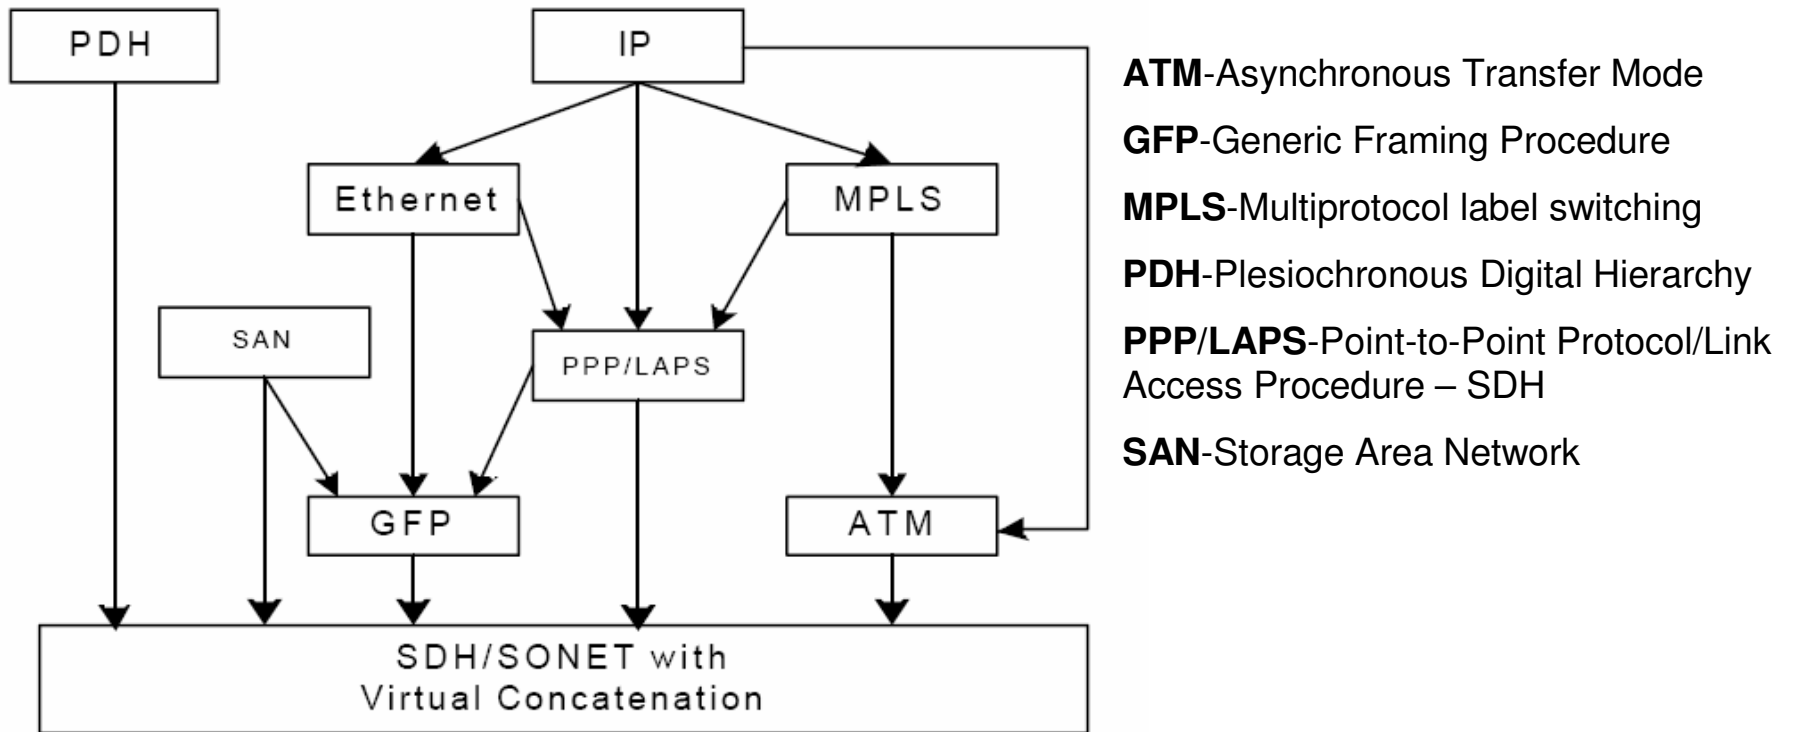 PDH
IP
Ethernet
MPLS
SAN
PPP/LAPS
GFP
ATM
SDH/SONET with
Virtual Concatenation
ATM-Asynchronous Transfer Mode
GFP-Generic Framing Procedure
MPLS-Multiprotocol label switching
PDH-Plesiochronous Digital Hierarchy
PPP/LAPS-Point-to-Point Protocol/Link
Access Procedure – SDH
SAN-Storage Area Network